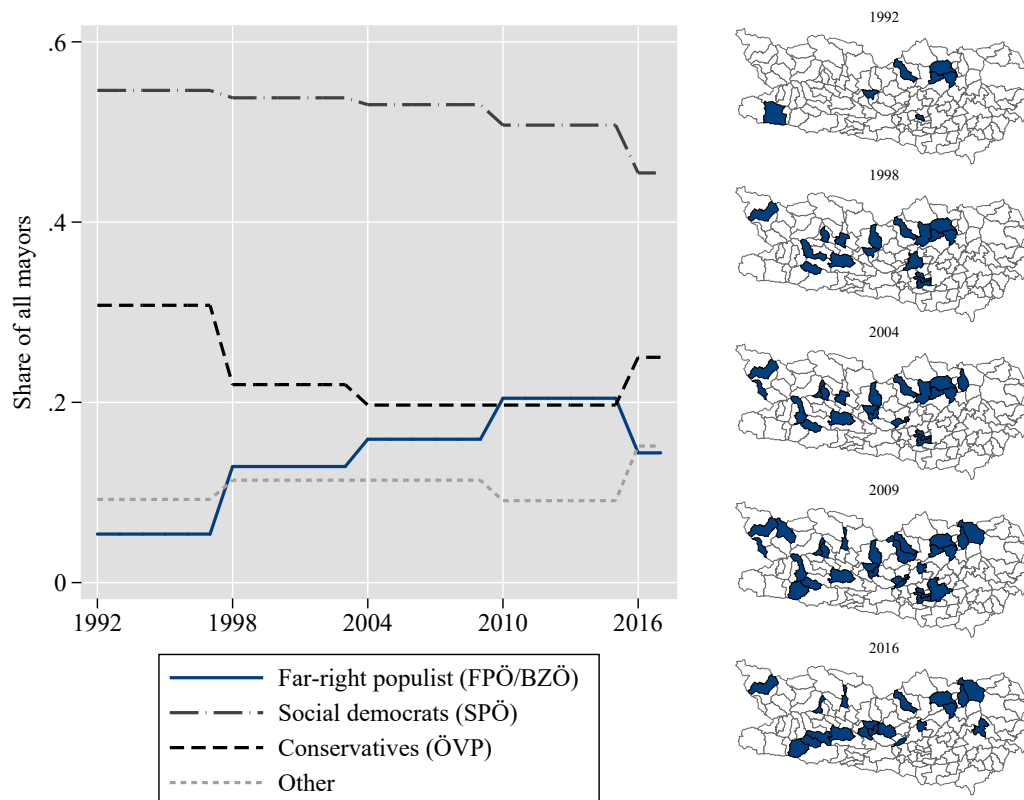 Share of all mayors
.6
.4
.2
0
1992
1998
2004
2010
2016
Far-right populist (FPÖ/BZÖ)
Social democrats (SPÖ)
Conservatives (ÖVP)
Other
1992
1998
2004
2009
2016